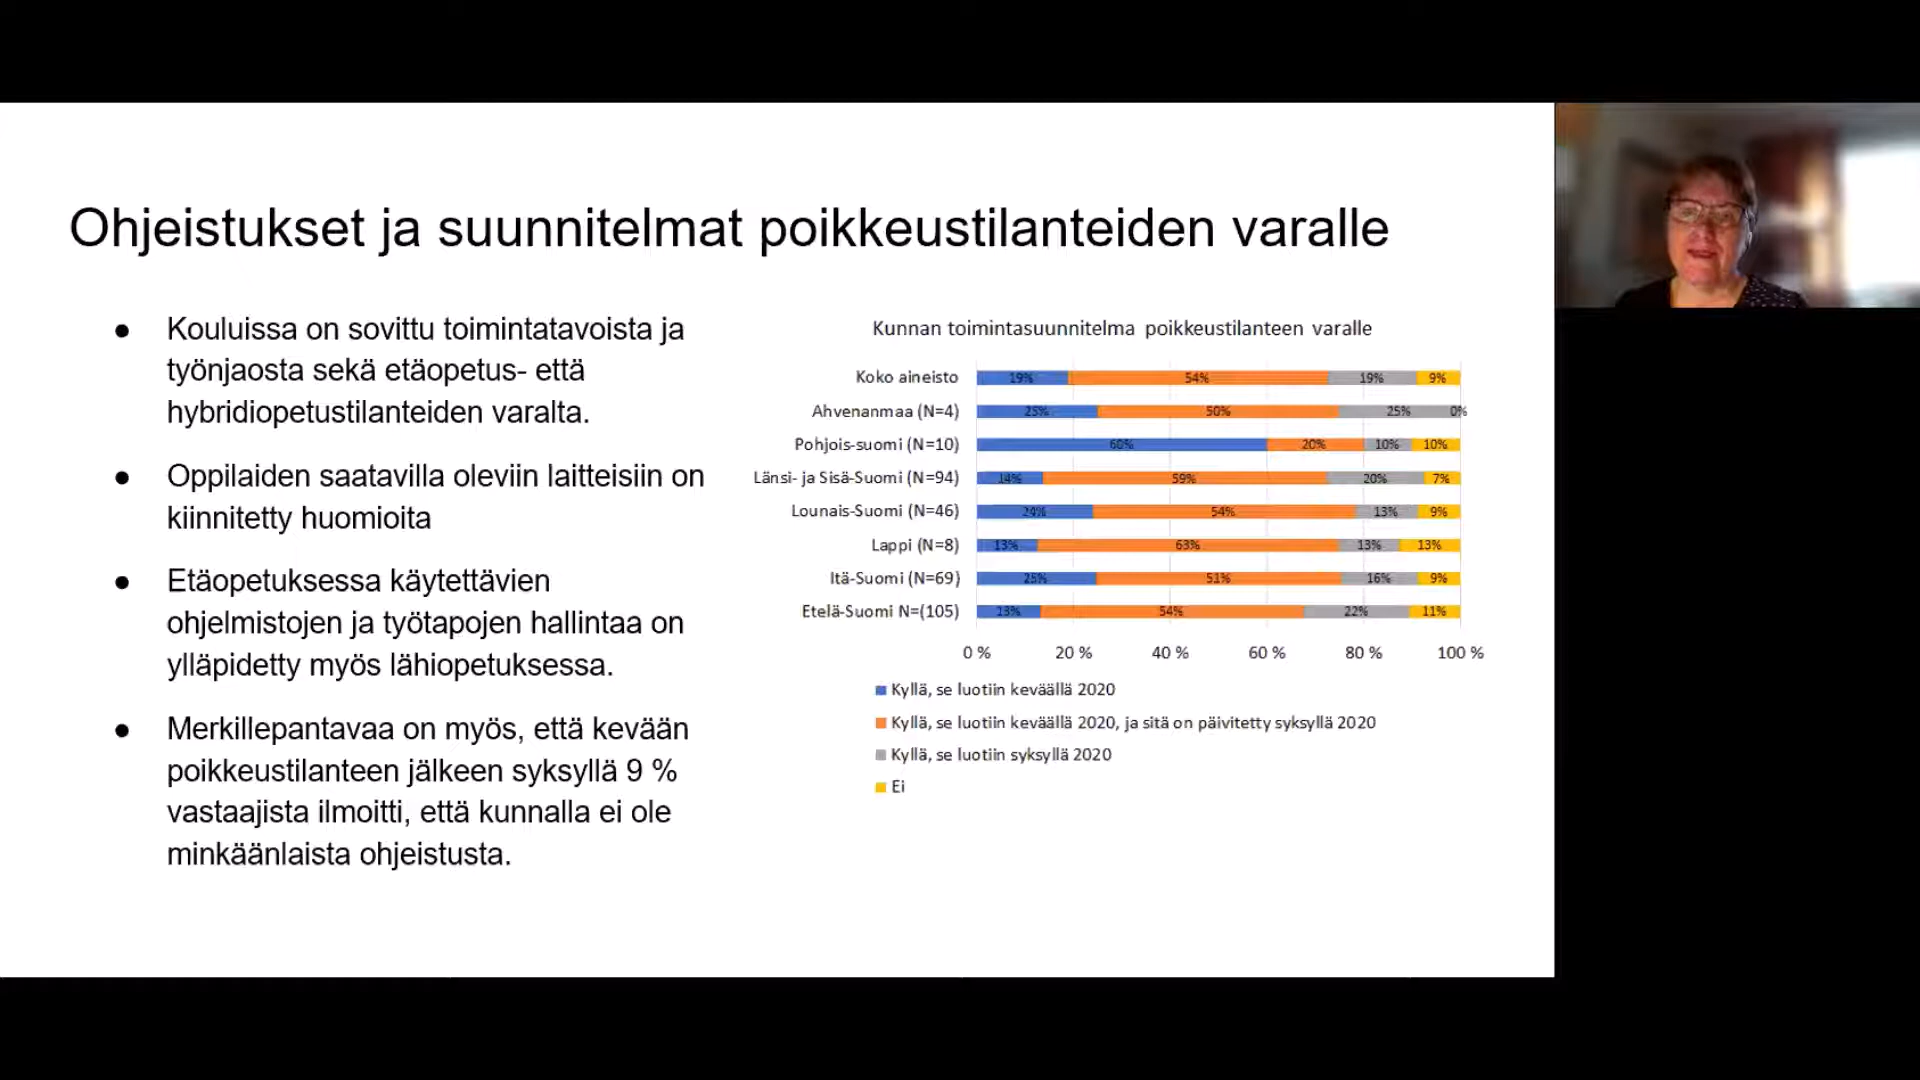 Ohjeistukset ja suunnitelmat poikkeustilanteiden varalle
● Kouluissa on sovittu toimintatavoista ja
työnjaosta sekä etäopetus- että
hybridiopetustilanteiden varalta.
● Oppilaiden saatavilla oleviin laitteisiin on
kiinnitetty huomioita
● Etäopetuksessa käytettävien
ohjelmistojen ja työtapojen hallintaa on
ylläpidetty myös lähiopetuksessa.
● Merkillepantavaa on myös, että kevään
poikkeustilanteen jälkeen syksyllä 9 %
vastaajista ilmoitti, että kunnalla ei ole
minkäänlaista ohjeistusta.
Kunnan toimintasuunnitelma poikkeustilanteen varalle
Koko aineisto 19% 54% 19% 9%
Ahvenanmaa (N=4) 25% 50% 25% 0%
Pohjois-suomi (N=10) 60% 20% 10% 10%
Länsi- ja Sisä-Suomi (N=94) 14% 59% 20% 7%
Lounais-Suomi (N=46) 24% 54% 13% 9%
Lappi (N=8) 13% 63% 13% 13%
Itä-Suomi (N=69) 25% 51% 16% 9%
Etelä-Suomi N=(105) 13% 54% 22% 11%
0 % 20 % 40 % 60 % 80 % 100 %
Kyllä, se luotiin keväällä 2020
Kyllä, se luotiin keväällä 2020, ja sitä on päivitetty syksyllä 2020
Kyllä, se luotiin syksyllä 2020
Ei